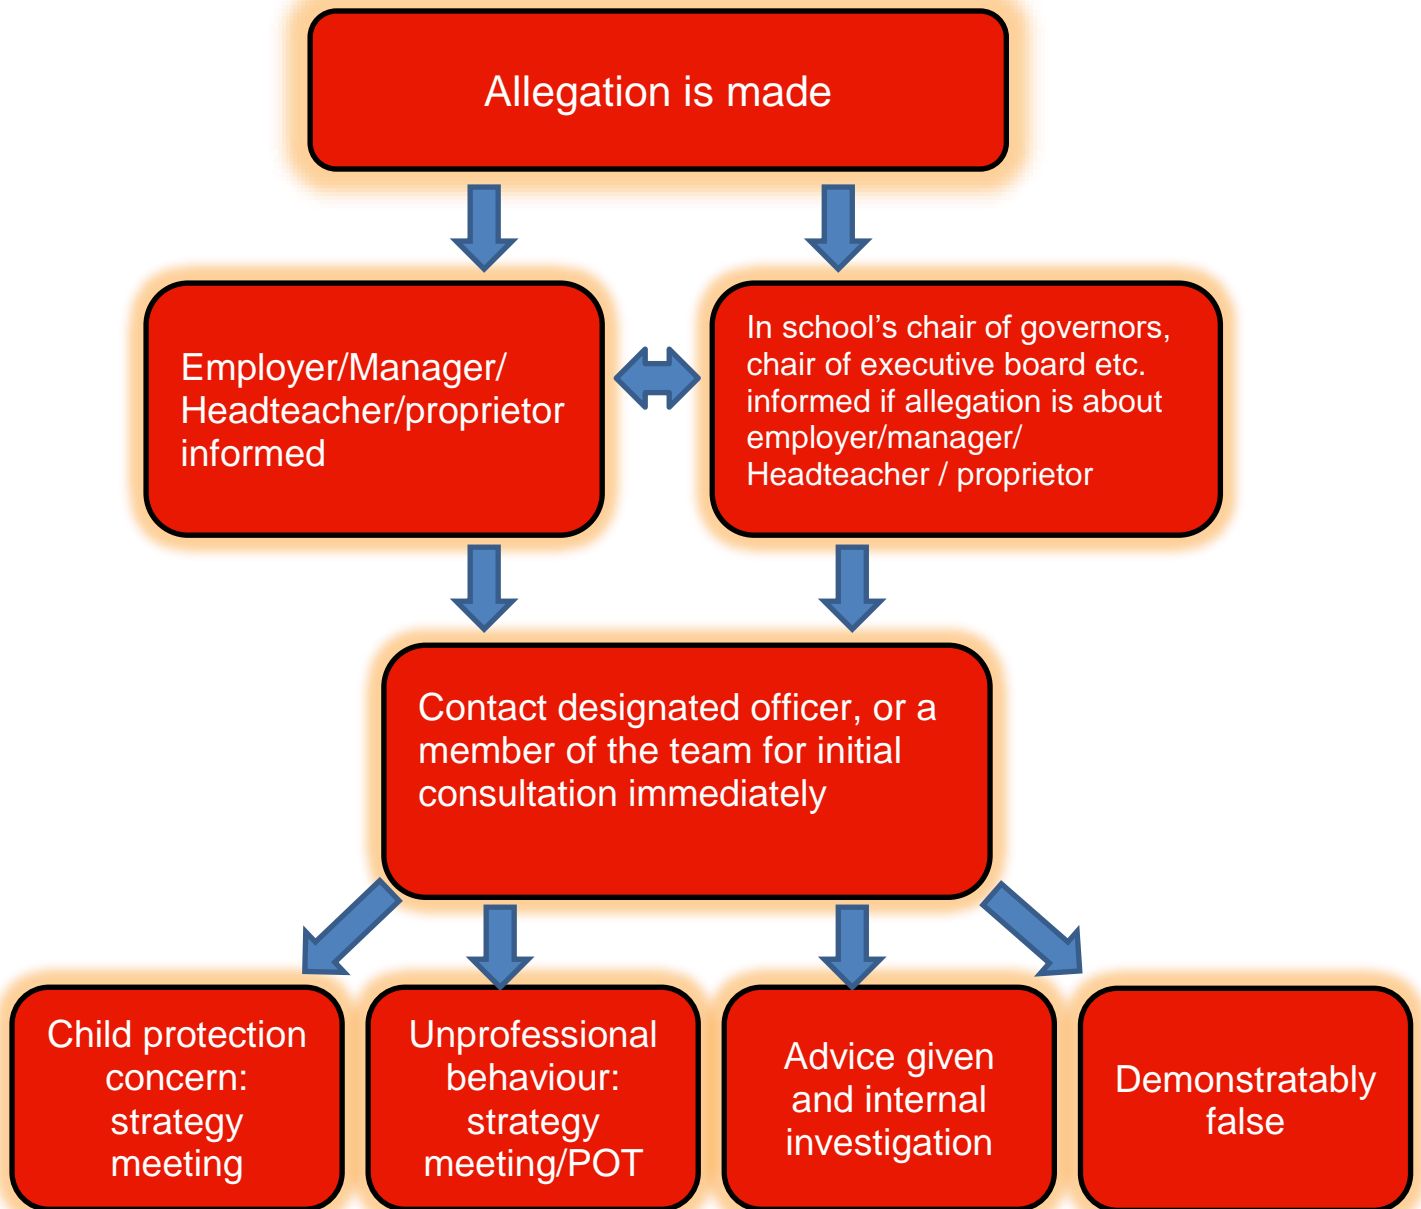 Allegation is made
Employer/Manager/
Headteacher/proprietor
informed
In school’s chair of governors,
chair of executive board etc.
informed if allegation is about
employer/manager/
Headteacher / proprietor
Contact designated officer, or a
member of the team for initial
consultation immediately
Child protection
concern:
strategy
meeting
Unprofessional
behaviour:
strategy
meeting/POT
Advice given
and internal
investigation
Demonstratably
false